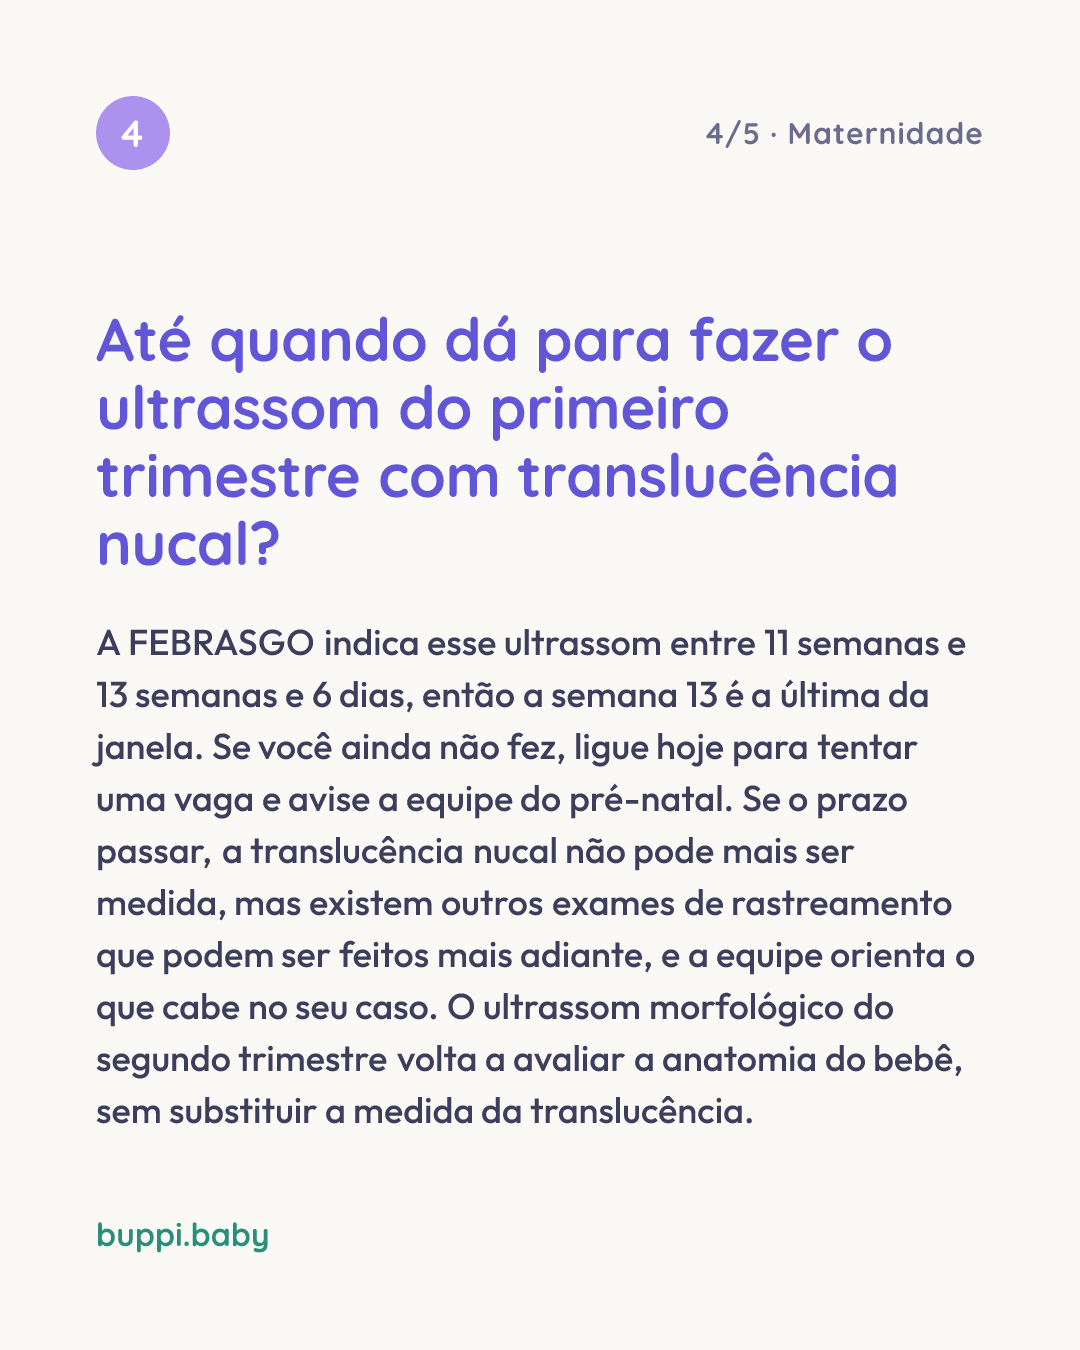 4
4/5 · Maternidade
Até quando dá para fazer o
ultrassom do primeiro
trimestre com translucência
nucal?
A FEBRASGO indica esse ultrassom entre 11 semanas e
13 semanas e 6 dias, então a semana 13 é a última da
janela. Se você ainda não fez, ligue hoje para tentar
uma vaga e avise a equipe do pré-natal. Se o prazo
passar, a translucência nucal não pode mais ser
medida, mas existem outros exames de rastreamento
que podem ser feitos mais adiante, e a equipe orienta o
que cabe no seu caso. O ultrassom morfológico do
segundo trimestre volta a avaliar a anatomia do bebê,
sem substituir a medida da translucência.
buppi.baby